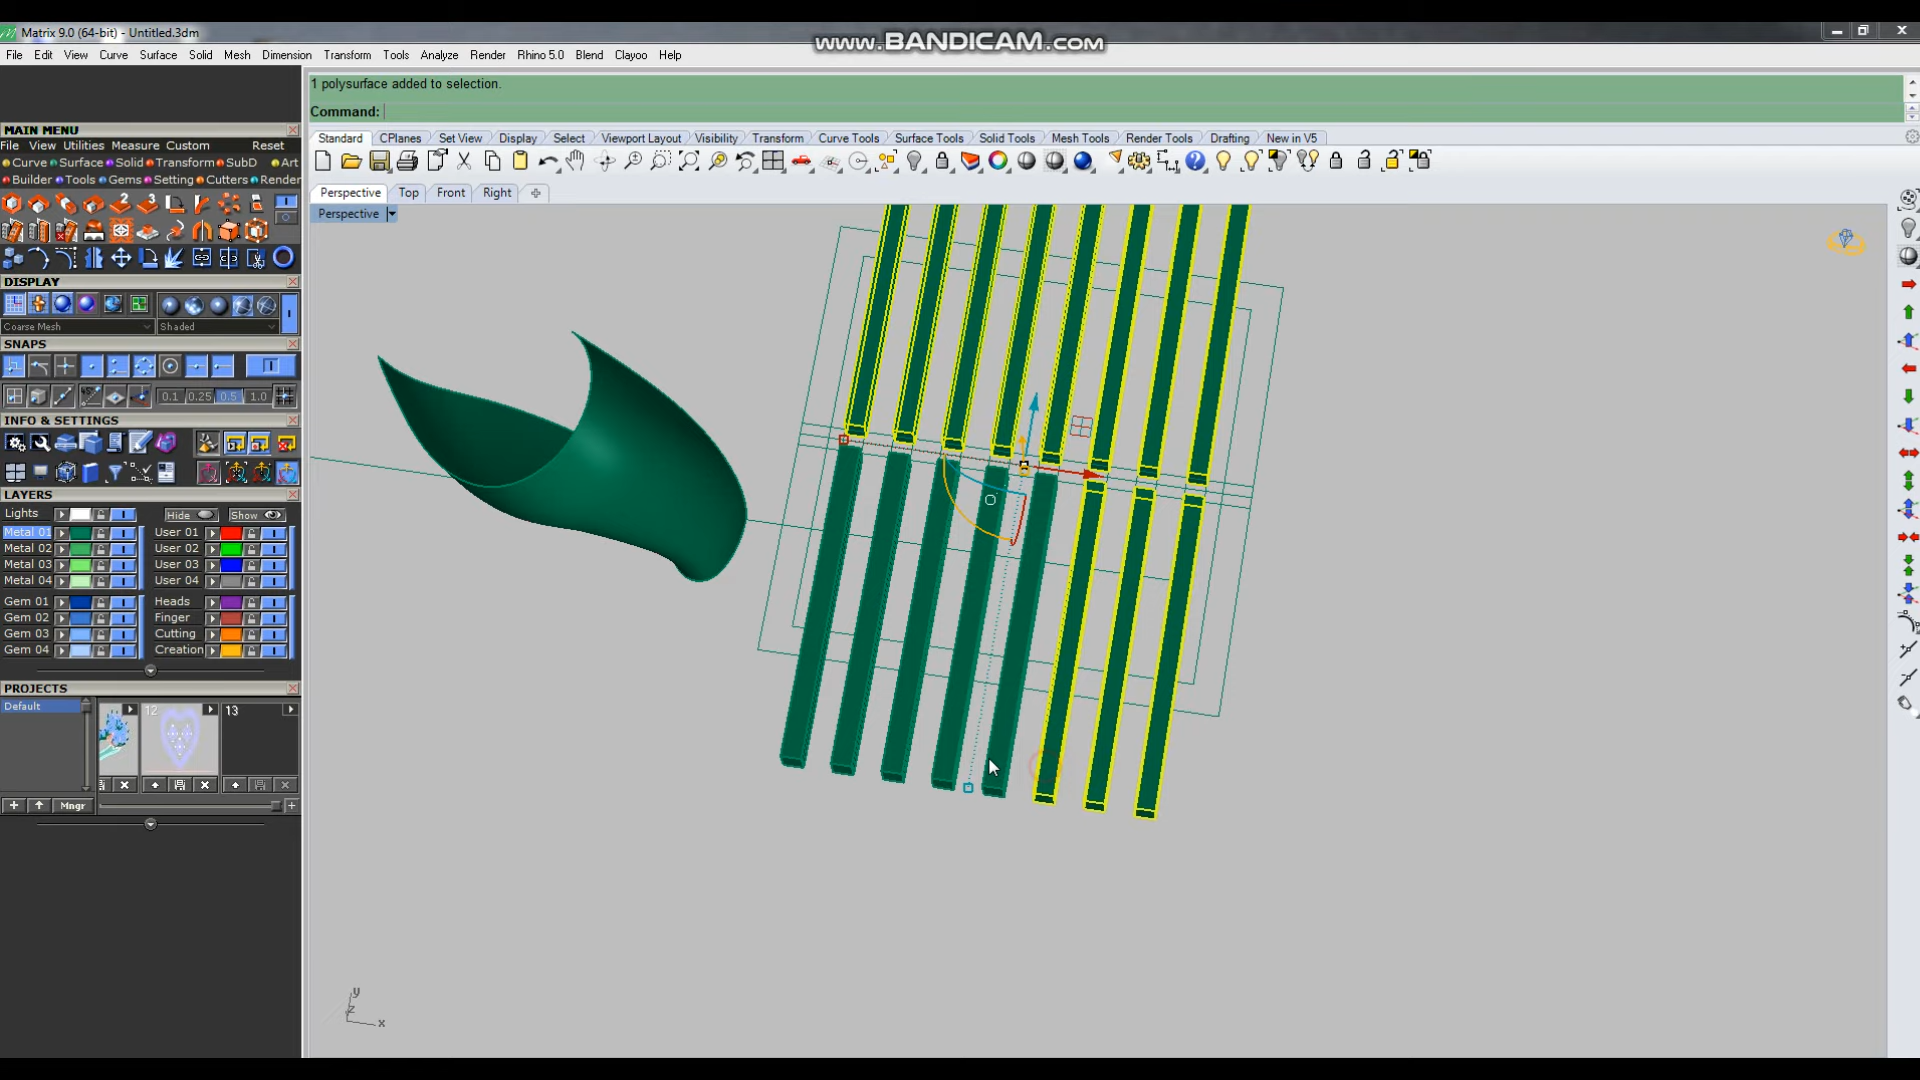 www.BANDICAM.com
Matrix 9.0 (64-bit) - Untitled.3dm
File Edit View Curve Surface Solid Mesh Dimension Transform Tools Analyze Render Rhino 5.0 Blend Clayoo Help
1 polysurface added to selection.
Command:
MAIN MENU
File View Utilities Measure Custom Reset
Curve Surface Solid Transform SubD Art
Builder Tools Gems Setting Cutters Render
Standard CPlanes Set View Display Select Viewport Layout Visibility Transform Curve Tools Surface Tools Solid Tools Mesh Tools Render Tools Drafting New in V5
2 3
Perspective Top Front Right
Perspective
DISPLAY
Coarse Mesh Shaded
SNAPS
0.1 0.25 0.5 1.0
INFO & SETTINGS
LAYERS
Lights Hide Show
Metal 01 User 01
Metal 02 User 02
Metal 03 User 03
Metal 04 User 04
Gem 01 Heads
Gem 02 Finger
Gem 03 Cutting
Gem 04 Creation
PROJECTS
Default
12 13
Mngr
y
z
x